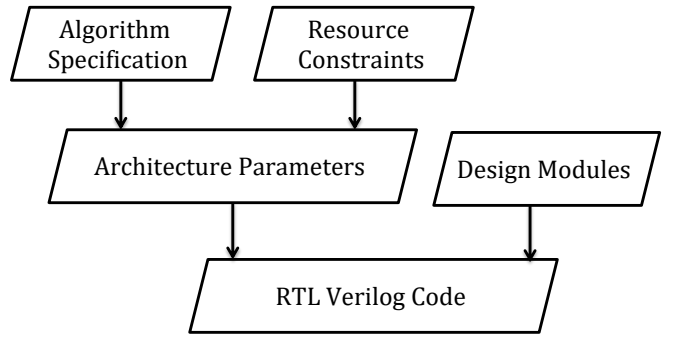 Algorithm
Specification
Resource
Constraints
Architecture Parameters
Design Modules
RTL Verilog Code